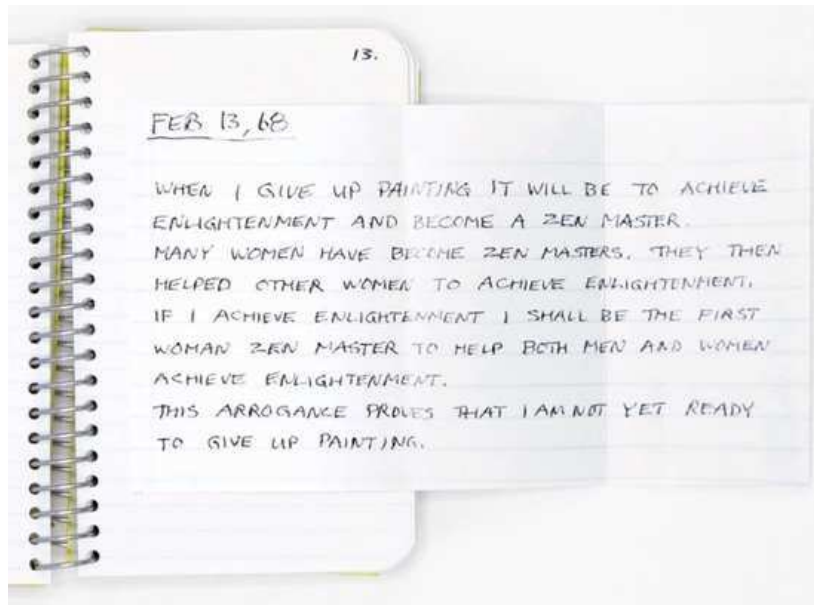 13.
FEB 13, 68
WHEN I GIVE UP PAINTING IT WILL BE TO ACHIEVE
ENLIGHTENMENT AND BECOME A ZEN MASTER.
MANY WOMEN HAVE BECOME ZEN MASTERS. THEY THEN
HELPED OTHER WOMEN TO ACHIEVE ENLIGHTENMENT.
IF I ACHIEVE ENLIGHTENMENT I SHALL BE THE FIRST
WOMAN ZEN MASTER TO HELP BOTH MEN AND WOMEN
ACHIEVE ENLIGHTENMENT.
THIS ARROGANCE PROVES THAT I AM NOT YET READY
TO GIVE UP PAINTING.